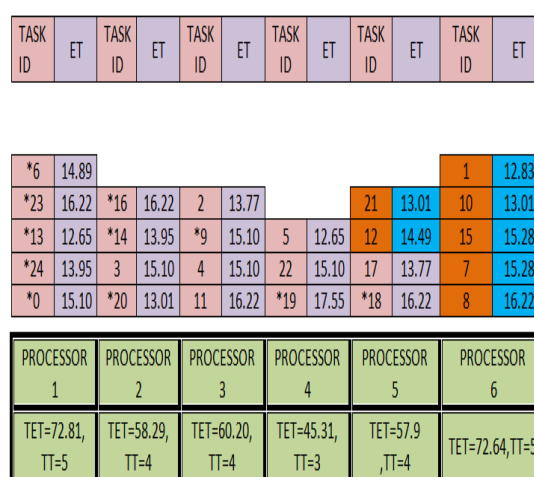 TASK ID ET TASK ID ET TASK ID ET TASK ID ET TASK ID ET TASK ID ET
*6 14.89 1 12.83
*23 16.22 *16 16.22 2 13.77 21 13.01 10 13.01
*13 12.65 *14 13.95 *9 15.10 5 12.65 12 14.49 15 15.28
*24 13.95 3 15.10 4 15.10 22 15.10 17 13.77 7 15.28
*0 15.10 *20 13.01 11 16.22 *19 17.55 *18 16.22 8 16.22
PROCESSOR 1 PROCESSOR 2 PROCESSOR 3 PROCESSOR 4 PROCESSOR 5 PROCESSOR 6
TET=72.81, TT=5 TET=58.29, TT=4 TET=60.20, TT=4 TET=45.31, TT=3 TET=57.9 ,TT=4 TET=72.64,TT=5